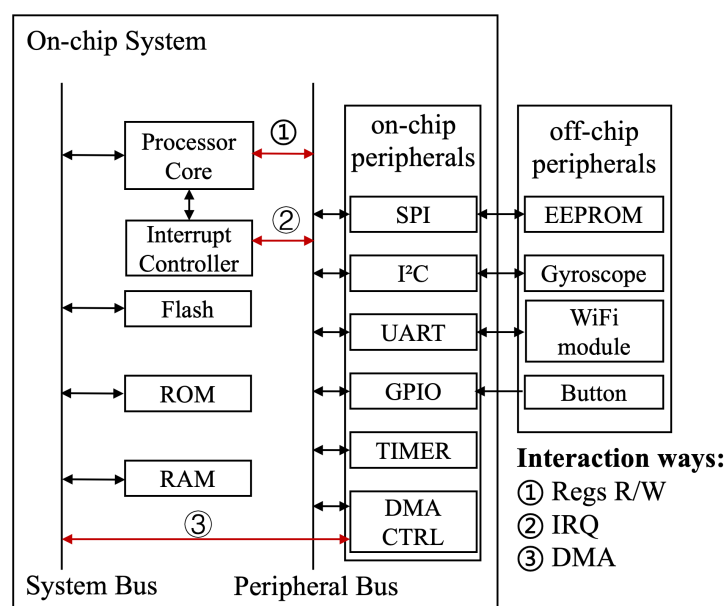 On-chip System
Processor
Core
①
Interrupt
Controller
②
Flash
ROM
RAM
③
System Bus
Peripheral Bus
on-chip
peripherals
SPI
I²C
UART
GPIO
TIMER
DMA
CTRL
off-chip
peripherals
EEPROM
Gyroscope
WiFi
module
Button
Interaction ways:
① Regs R/W
② IRQ
③ DMA